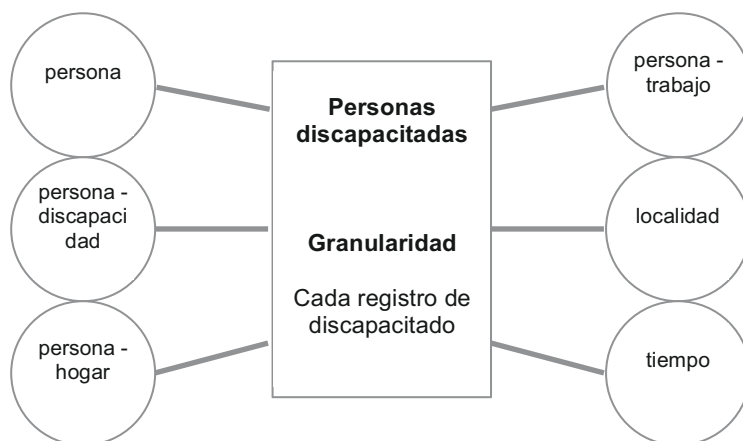 persona
persona -
discapaci
dad
persona -
hogar
Personas
discapacitadas
Granularidad
Cada registro de
discapacitado
persona -
trabajo
localidad
tiempo